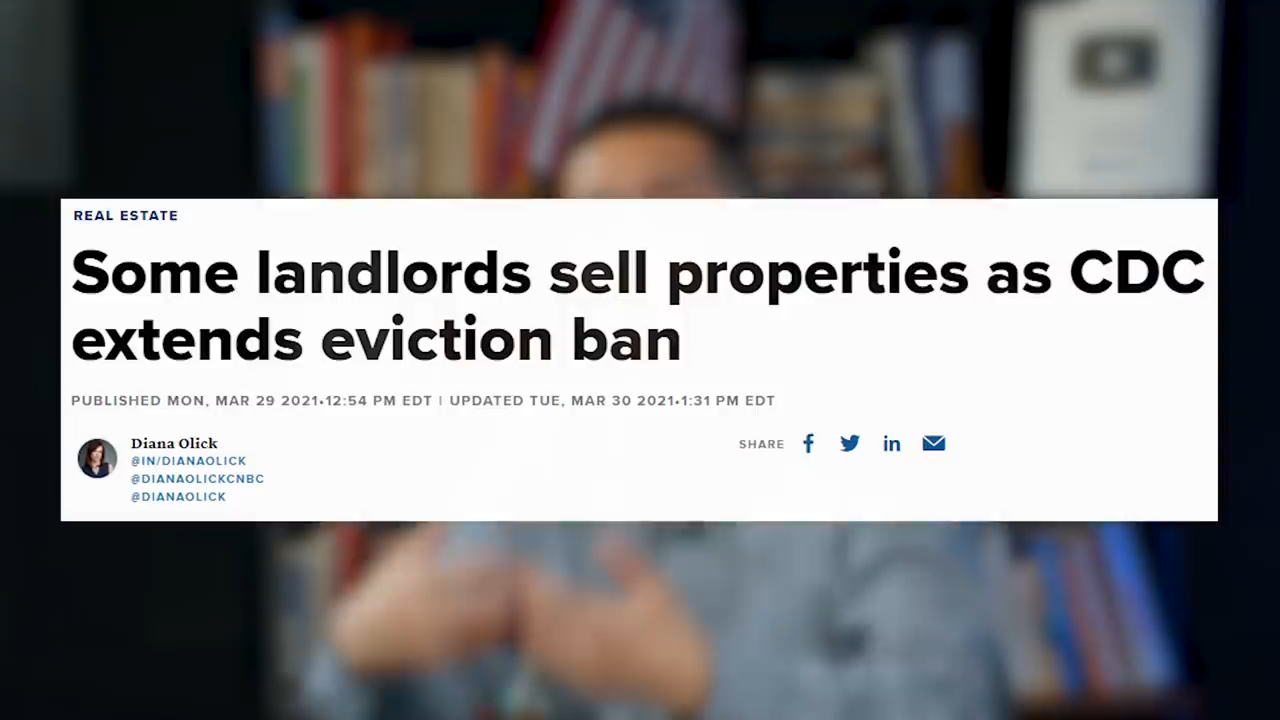 REAL ESTATE
Some landlords sell properties as CDC
extends eviction ban
PUBLISHED MON, MAR 29 2021•12:54 PM EDT | UPDATED TUE, MAR 30 2021•1:31 PM EDT
Diana Olick
@IN/DIANAOLICK
@DIANAOLICKCNBC
@DIANAOLICK
SHARE